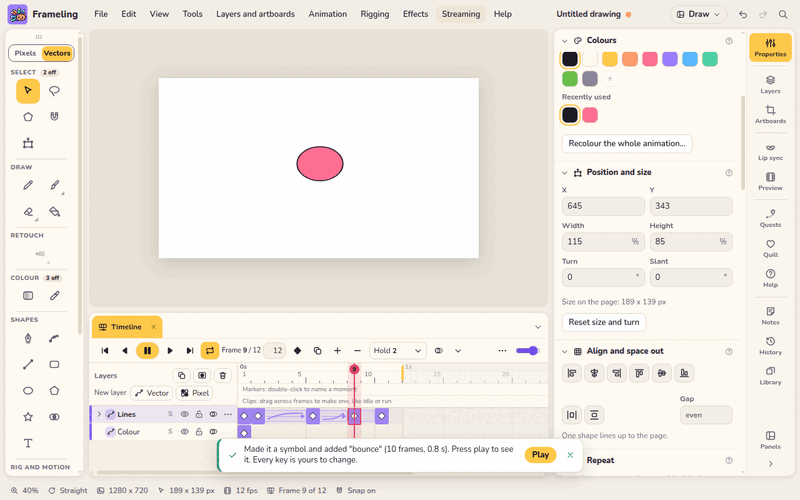 Frameling
File Edit View Tools Layers and artboards Animation Rigging Effects Streaming Help
Untitled drawing
Draw
Pixels Vectors
SELECT 2 off
DRAW
RETOUCH
COLOUR 3 off
SHAPES
RIG AND MOTION
Timeline
Frame 9 / 12
12
Hold 2
Layers
New layer
Vector
Pixel
0s
1s
1
9
10
15
20
Markers: double-click to name a moment
Clips: drag across frames to make one, like idle or run
Lines S
Colour S
Made it a symbol and added "bounce" (10 frames, 0.8 s). Press play to see
it. Every key is yours to change.
Play
Colours
Recently used
Recolour the whole animation...
Position and size
X Y
645 343
Width Height
115 % 85 %
Turn Slant
0 ° 0 °
Size on the page: 189 x 139 px
Reset size and turn
Align and space out
Gap
even
One shape lines up to the page.
Repeat
Properties
Layers
Artboards
Lip sync
Preview
Quests
Quill
Help
Notes
History
Library
Panels
40% Straight 1280 x 720 189 x 139 px 12 fps Frame 9 of 12 Snap on